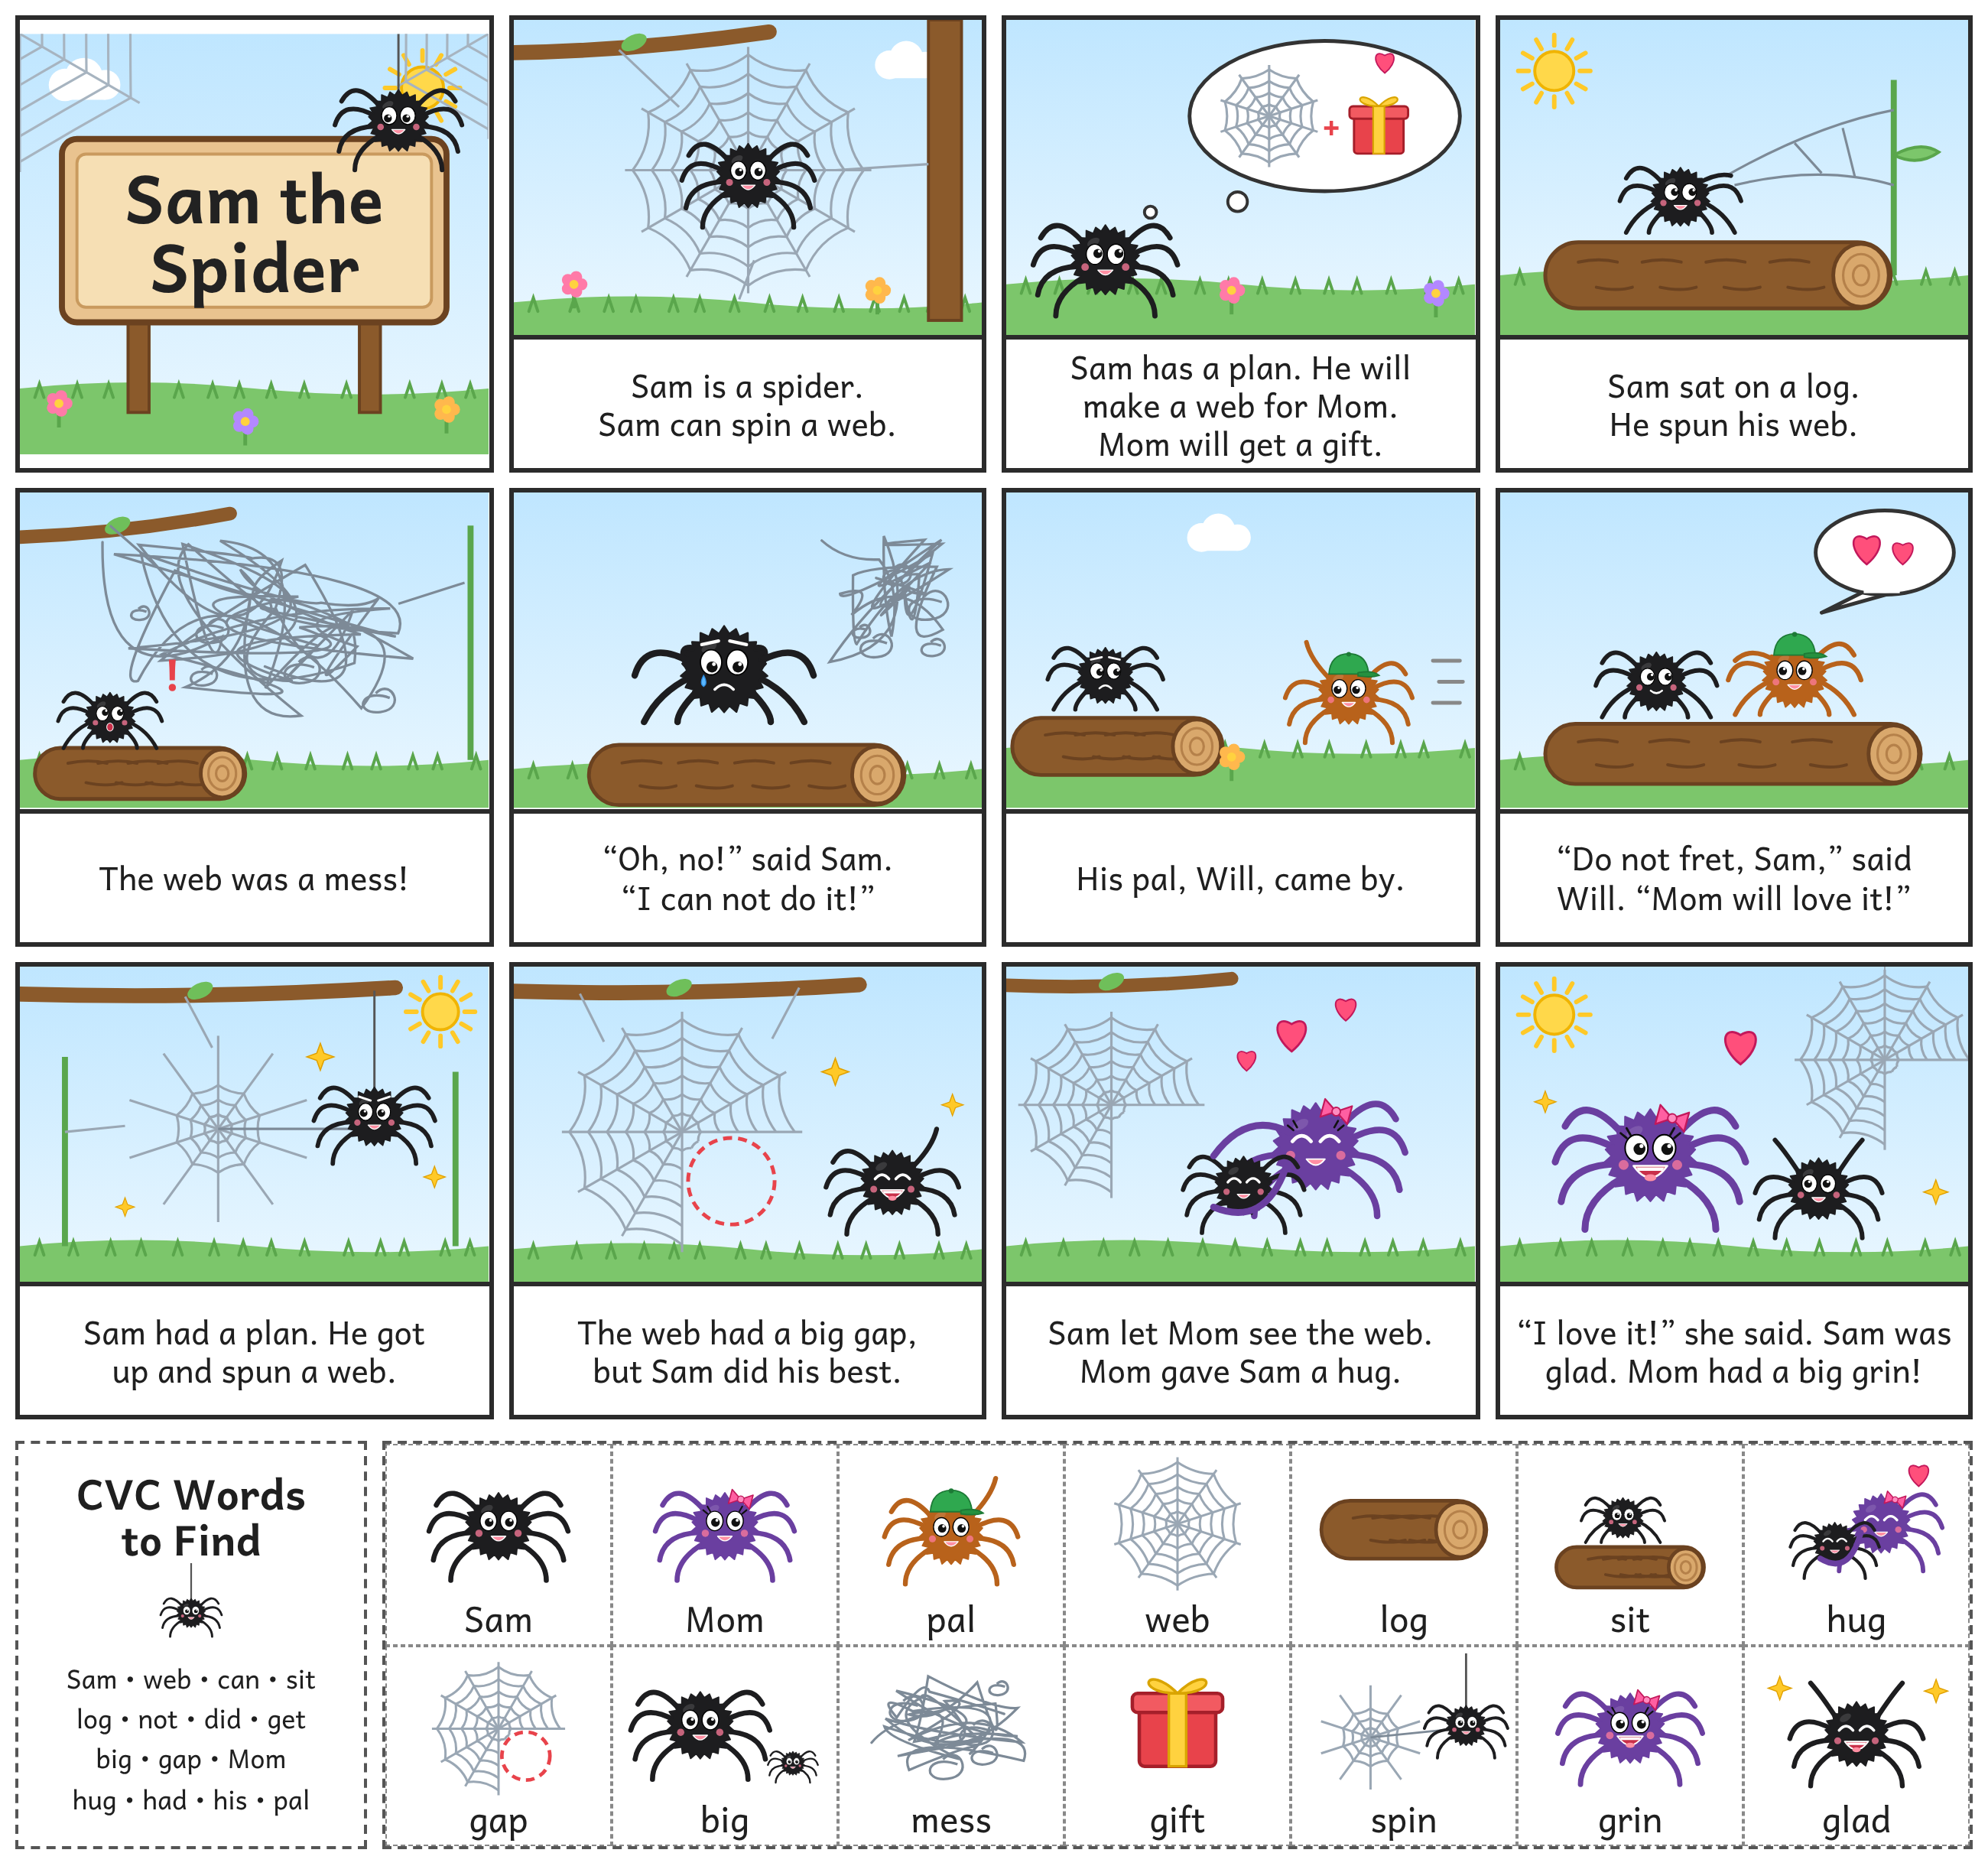 Sam the
Spider
Sam is a spider.
Sam can spin a web.
+
Sam has a plan. He will
make a web for Mom.
Mom will get a gift.
Sam sat on a log.
He spun his web.
!
The web was a mess!
“Oh, no!” said Sam.
“I can not do it!”
His pal, Will, came by.
“Do not fret, Sam,” said
Will. “Mom will love it!”
Sam had a plan. He got
up and spun a web.
The web had a big gap,
but Sam did his best.
Sam let Mom see the web.
Mom gave Sam a hug.
“I love it!” she said. Sam was
glad. Mom had a big grin!
CVC Words
to Find
Sam • web • can • sit
log • not • did • get
big • gap • Mom
hug • had • his • pal
Sam
Mom
pal
web
log
sit
hug
gap
big
mess
gift
spin
grin
glad